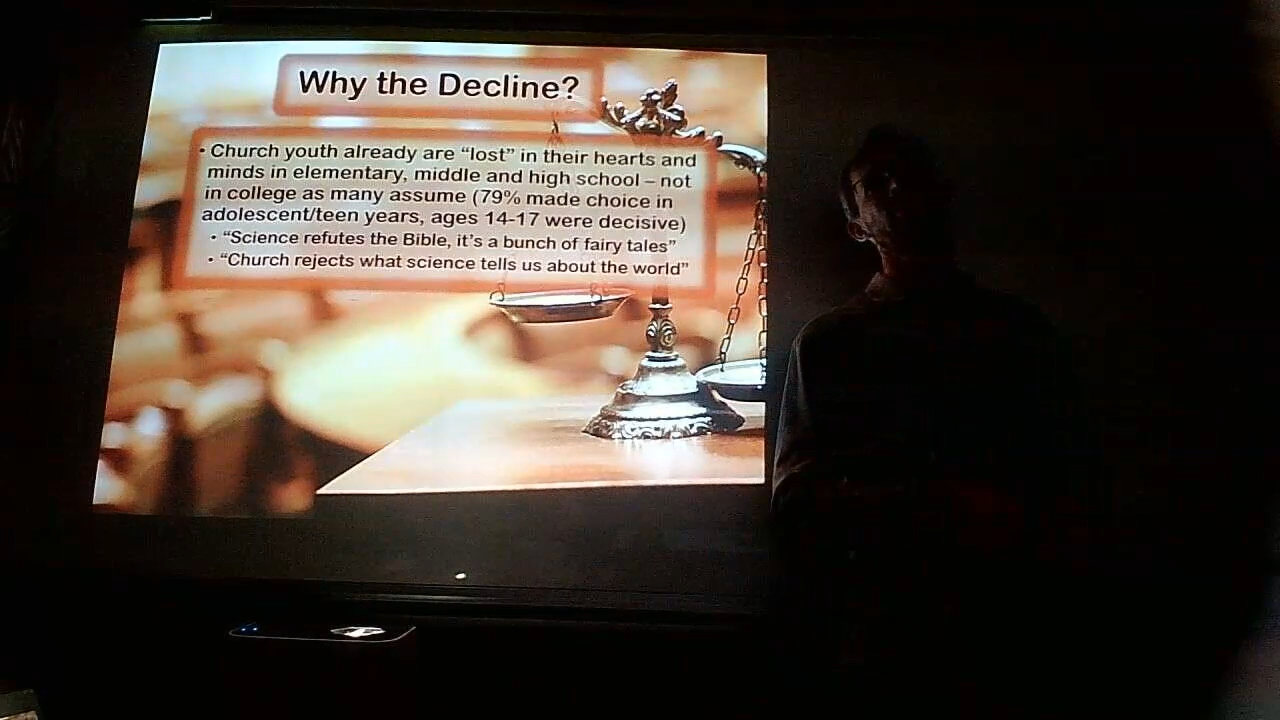 Why the Decline?
• Church youth already are “lost” in their hearts and
minds in elementary, middle and high school – not
in college as many assume (79% made choice in
adolescent/teen years, ages 14-17 were decisive)
• “Science refutes the Bible, it’s a bunch of fairy tales”
• “Church rejects what science tells us about the world”